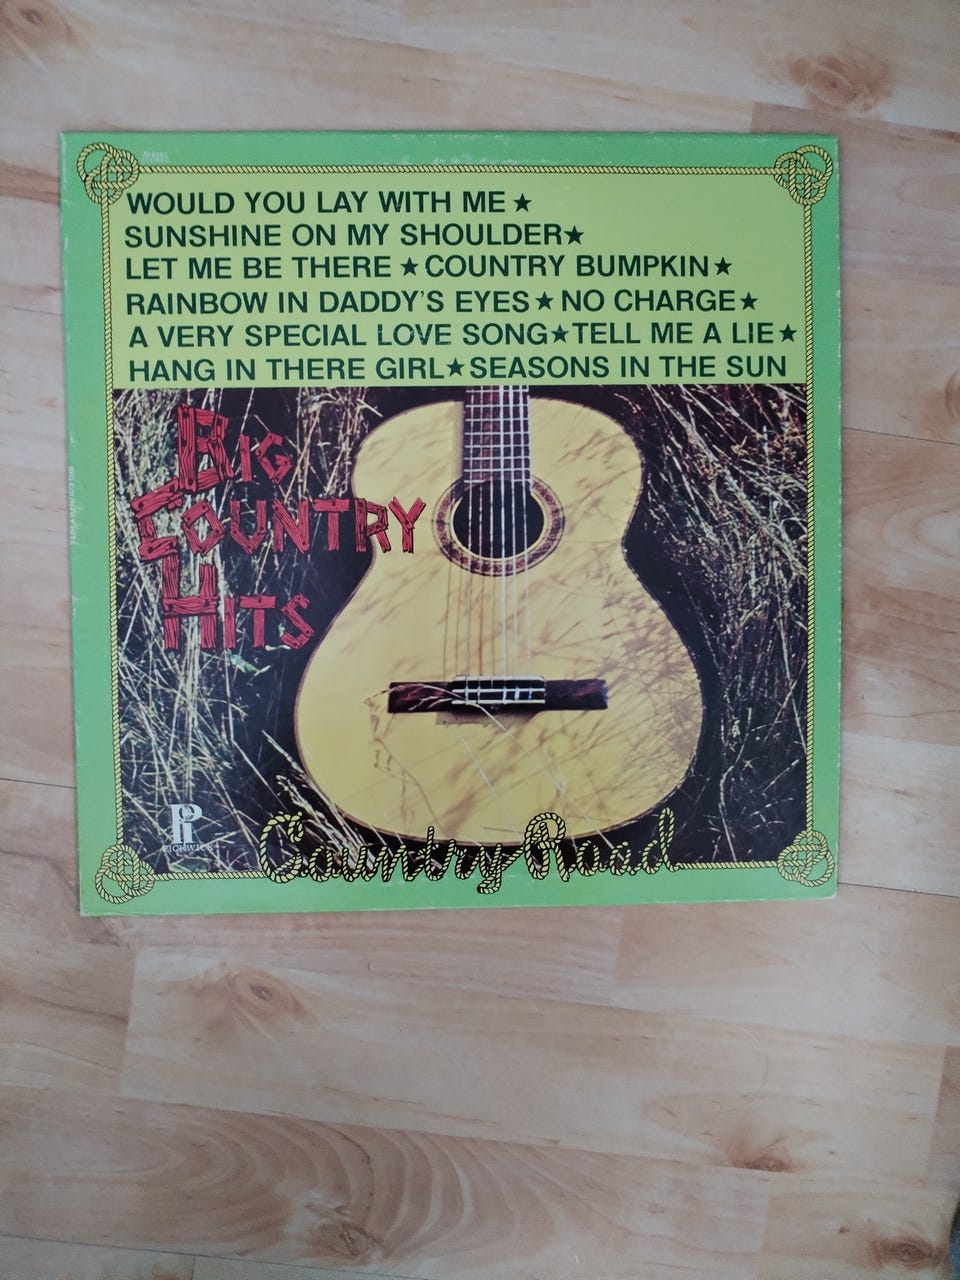 WOULD YOU LAY WITH ME ★
SUNSHINE ON MY SHOULDER★
LET ME BE THERE ★ COUNTRY BUMPKIN★
RAINBOW IN DADDY'S EYES ★ NO CHARGE★
A VERY SPECIAL LOVE SONG★TELL ME A LIE★
HANG IN THERE GIRL★SEASONS IN THE SUN
BIG
COUNTRY
HITS
PICKWICK
Country Road